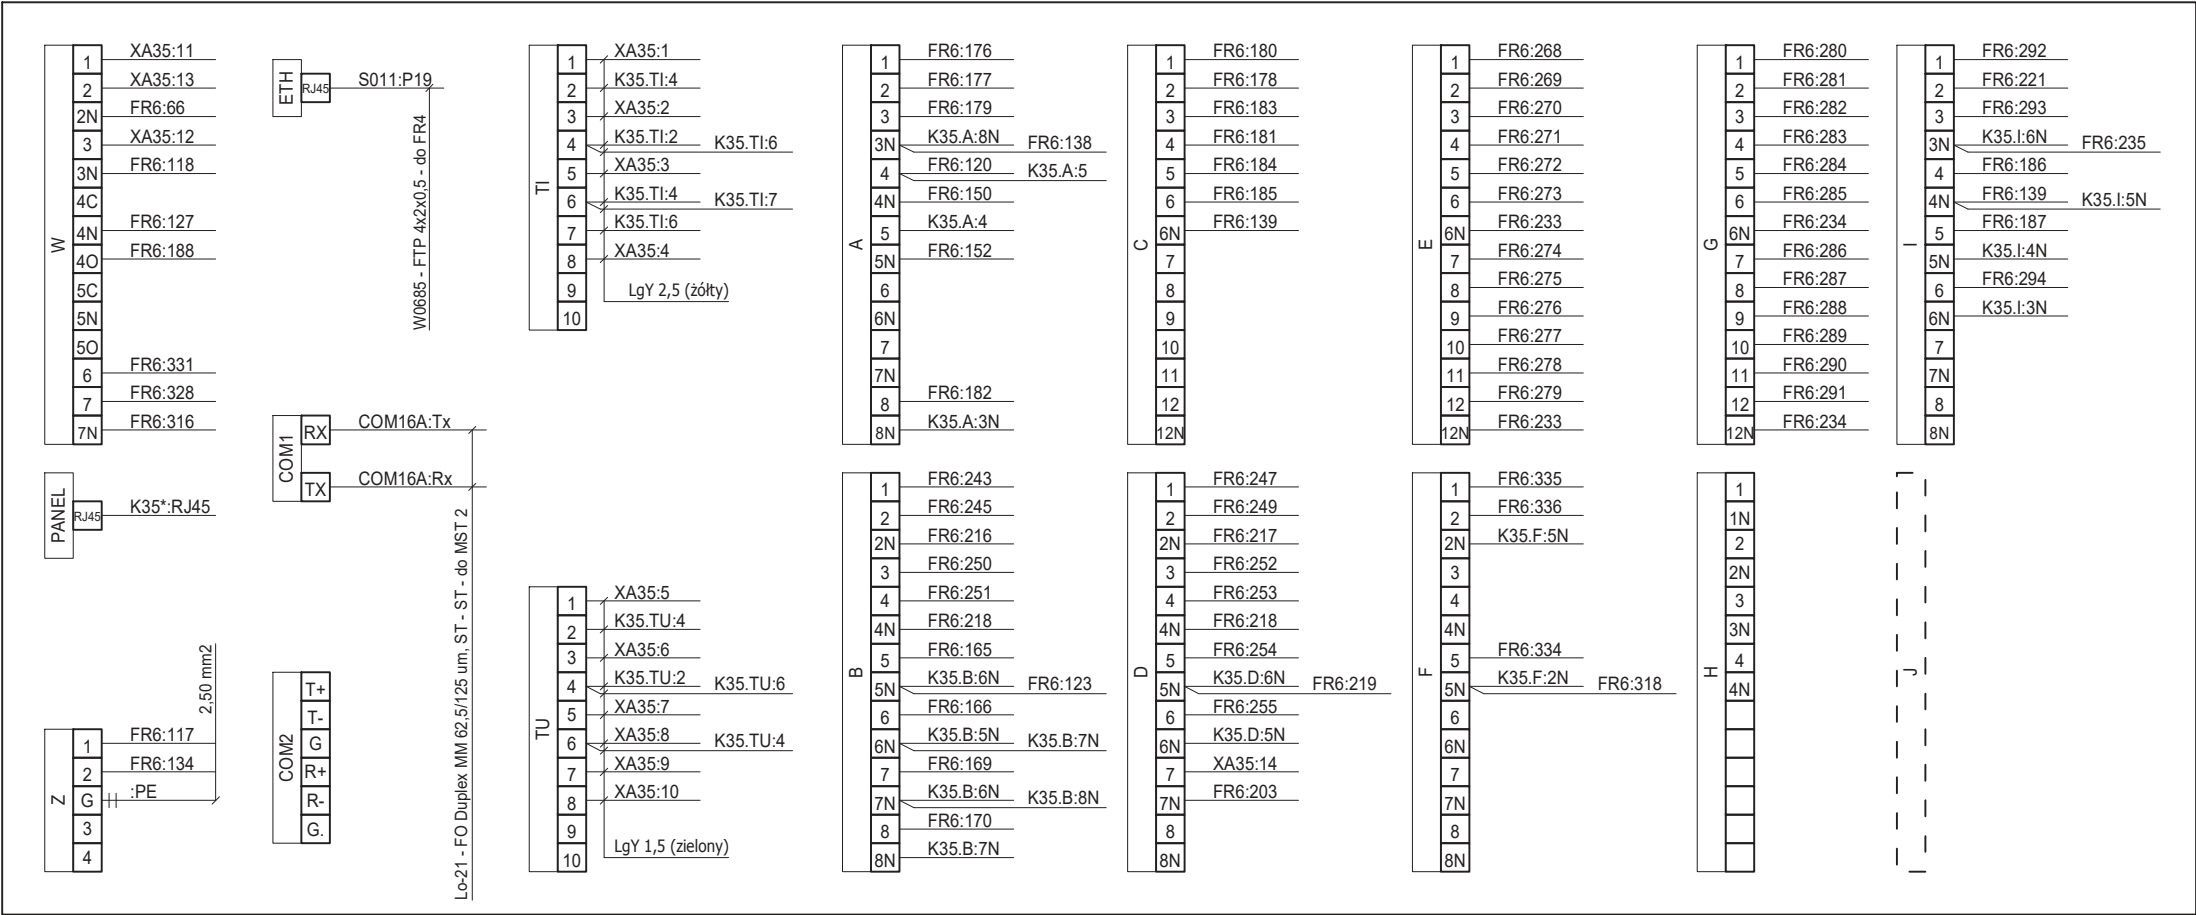 W
1 XA35:11
2 XA35:13
2N FR6:66
3 XA35:12
3N FR6:118
4C
4N FR6:127
4O FR6:188
5C
5N
5O
6 FR6:331
7 FR6:328
7N FR6:316
PANEL
RJ45 K35*:RJ45
Z
1 FR6:117
2 FR6:134
G :PE
3
4
2,50 mm2
ETH
RJ45 S011:P19
W0685 - FTP 4x2x0,5 - do FR4
COM1
RX COM16A:Tx
TX COM16A:Rx
Lo-21 - FO Duplex MM 62,5/125 um, ST - ST - do MST 2
COM2
T+
T-
G
R+
R-
G.
TI
1 XA35:1
2 K35.TI:4
3 XA35:2
4 K35.TI:2 K35.TI:6
5 XA35:3
6 K35.TI:4 K35.TI:7
7 K35.TI:6
8 XA35:4
9
10
LgY 2,5 (żółty)
TU
1 XA35:5
2 K35.TU:4
3 XA35:6
4 K35.TU:2 K35.TU:6
5 XA35:7
6 XA35:8 K35.TU:4
7 XA35:9
8 XA35:10
9
10
LgY 1,5 (zielony)
A
1 FR6:176
2 FR6:177
3 FR6:179
3N K35.A:8N FR6:138
4 FR6:120 K35.A:5
4N FR6:150
5 K35.A:4
5N FR6:152
6
6N
7
7N
8 FR6:182
8N K35.A:3N
B
1 FR6:243
2 FR6:245
2N FR6:216
3 FR6:250
4 FR6:251
4N FR6:218
5 FR6:165
5N K35.B:6N FR6:123
6 FR6:166
6N K35.B:5N K35.B:7N
7 FR6:169
7N K35.B:6N K35.B:8N
8 FR6:170
8N K35.B:7N
C
1 FR6:180
2 FR6:178
3 FR6:183
4 FR6:181
5 FR6:184
6 FR6:185
6N FR6:139
7
8
9
10
11
12
12N
D
1 FR6:247
2 FR6:249
2N FR6:217
3 FR6:252
4 FR6:253
4N FR6:218
5 FR6:254
5N K35.D:6N FR6:219
6 FR6:255
6N K35.D:5N
7 XA35:14
7N FR6:203
8
8N
E
1 FR6:268
2 FR6:269
3 FR6:270
4 FR6:271
5 FR6:272
6 FR6:273
6N FR6:233
7 FR6:274
8 FR6:275
9 FR6:276
10 FR6:277
11 FR6:278
12 FR6:279
12N FR6:233
F
1 FR6:335
2 FR6:336
2N K35.F:5N
3
4
4N
5 FR6:334
5N K35.F:2N FR6:318
6
6N
7
7N
8
8N
G
1 FR6:280
2 FR6:281
3 FR6:282
4 FR6:283
5 FR6:284
6 FR6:285
6N FR6:234
7 FR6:286
8 FR6:287
9 FR6:288
10 FR6:289
11 FR6:290
12 FR6:291
12N FR6:234
H
1
1N
2
2N
3
3N
4
4N
I
1 FR6:292
2 FR6:221
3 FR6:293
3N K35.I:6N FR6:235
4 FR6:186
4N FR6:139 K35.I:5N
5 FR6:187
5N K35.I:4N
6 FR6:294
6N K35.I:3N
7
7N
8
8N
J